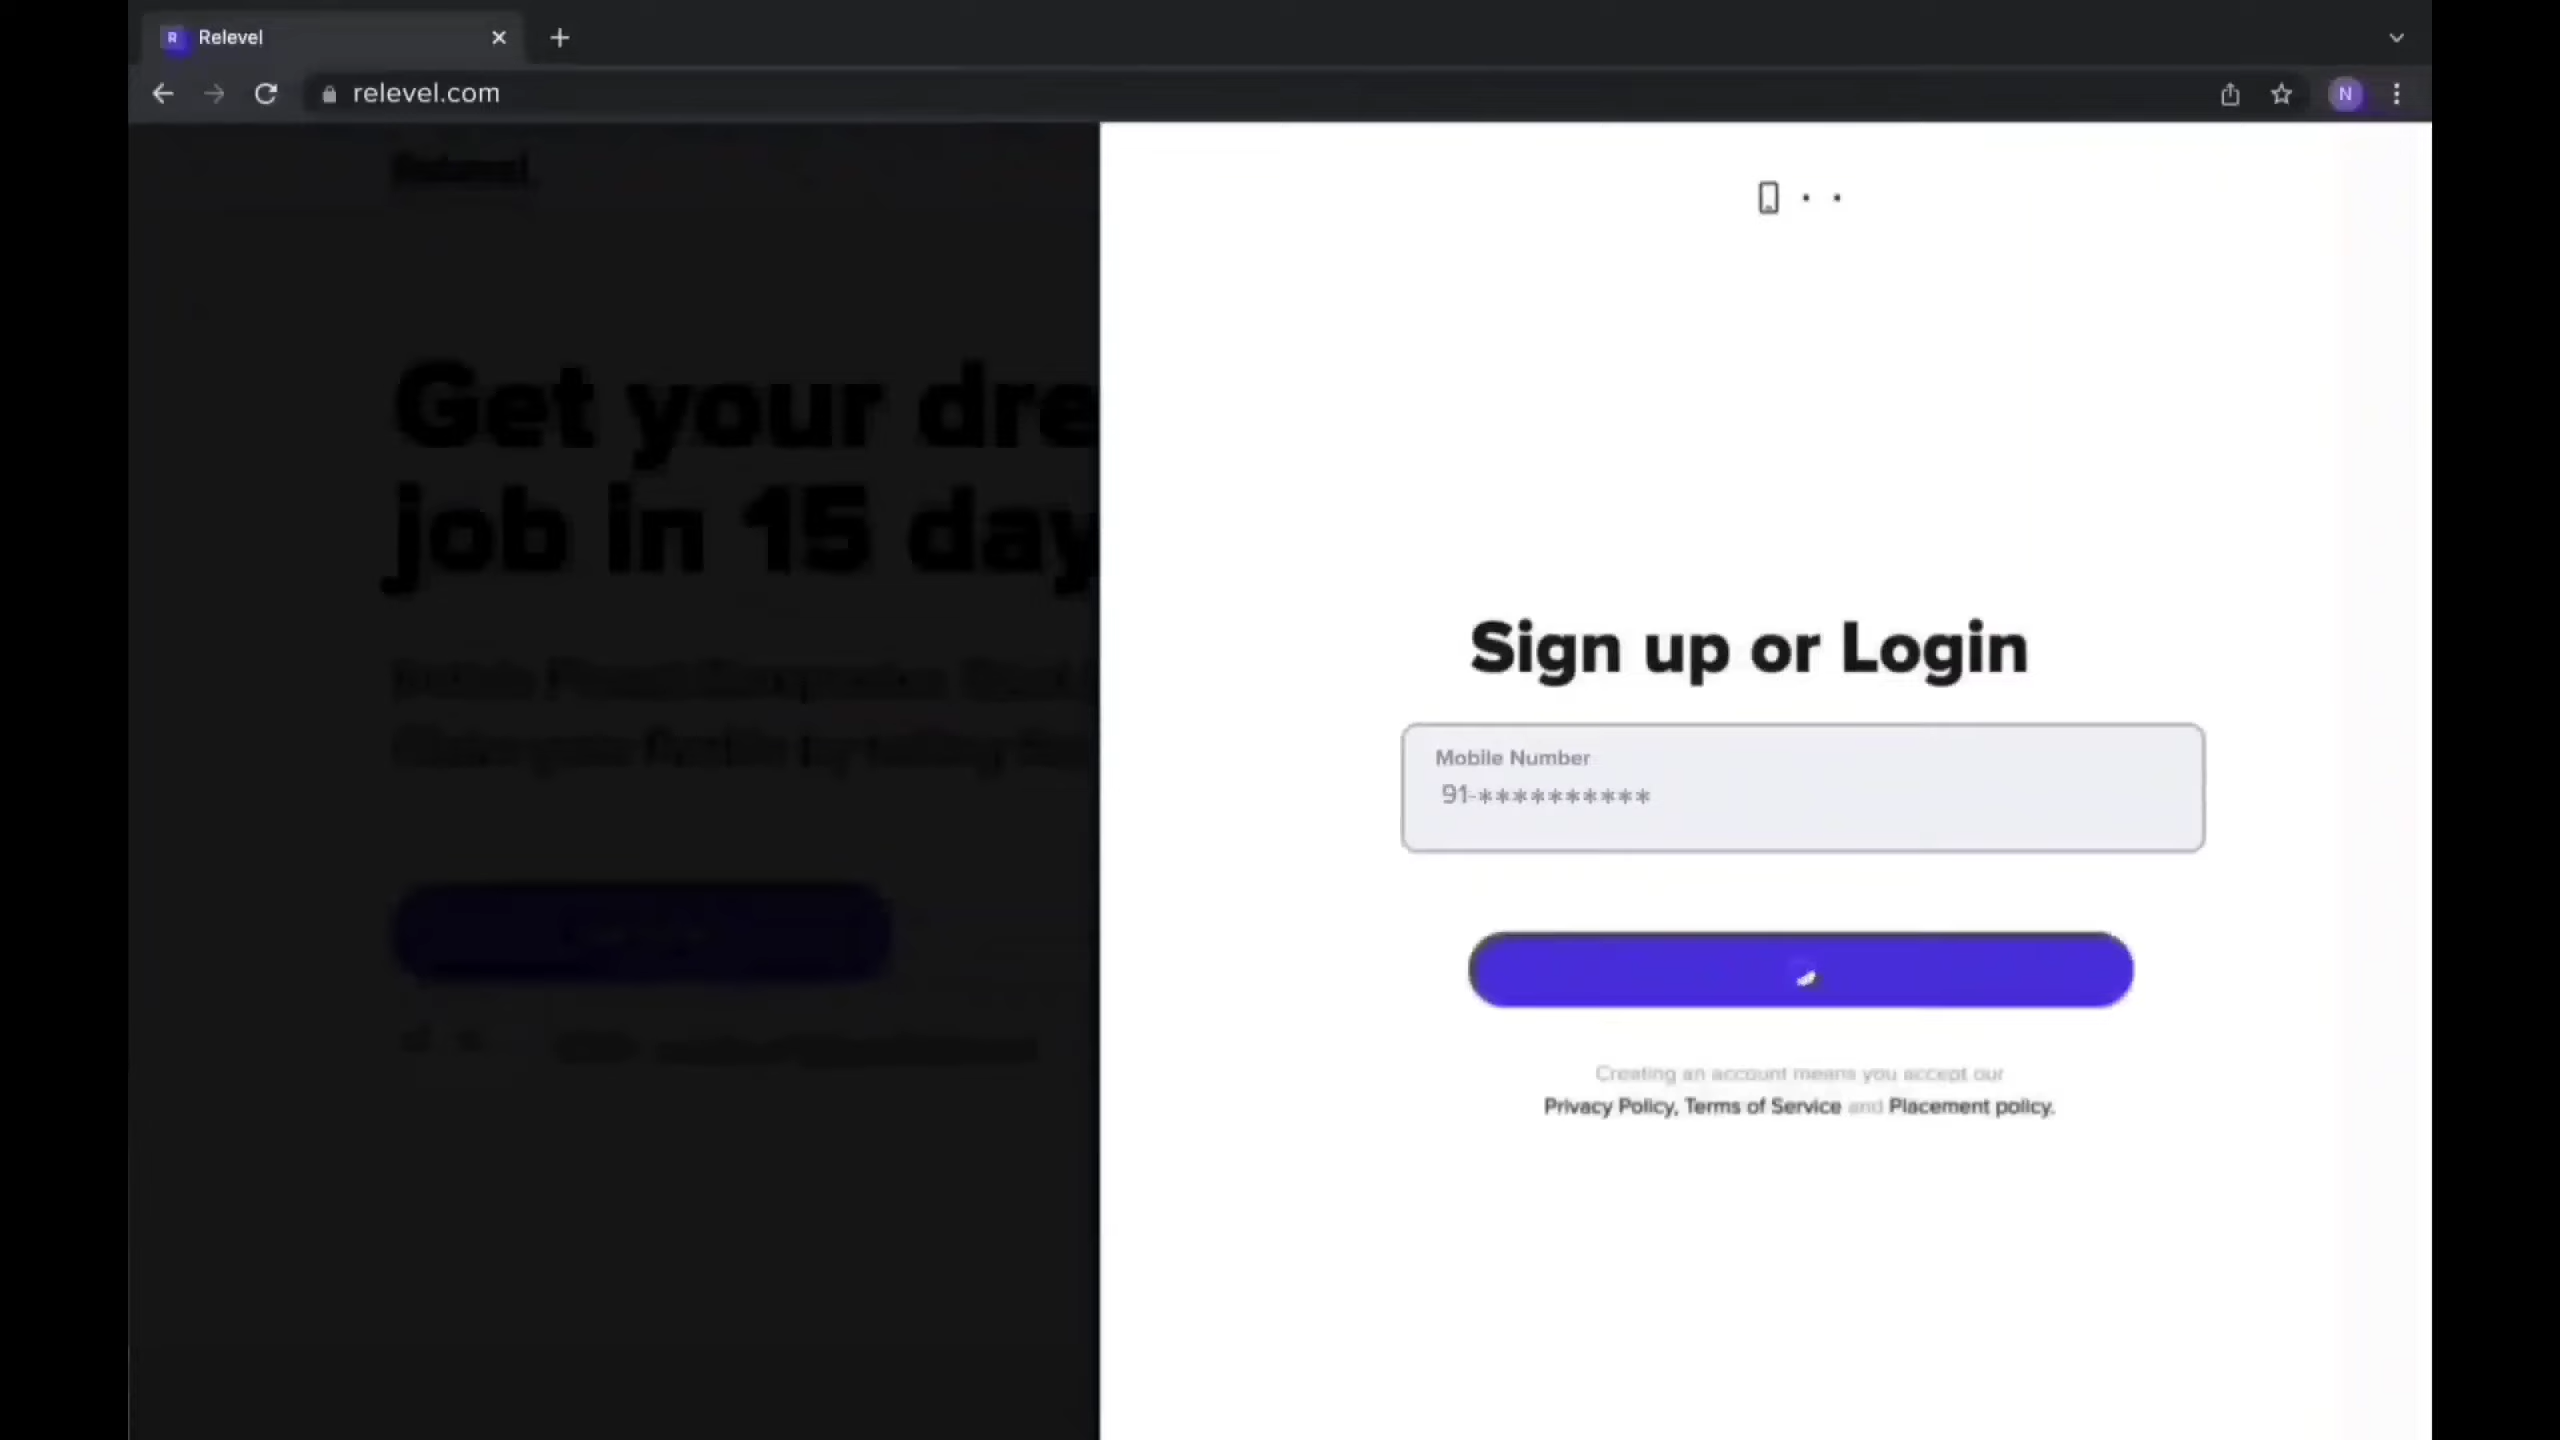 R Relevel
relevel.com
N
Relevel
Get your dre
job in 15 day
Sign up or Login
Mobile Number
91-**********
Creating an account means you accept our
Privacy Policy, Terms of Service and Placement policy.